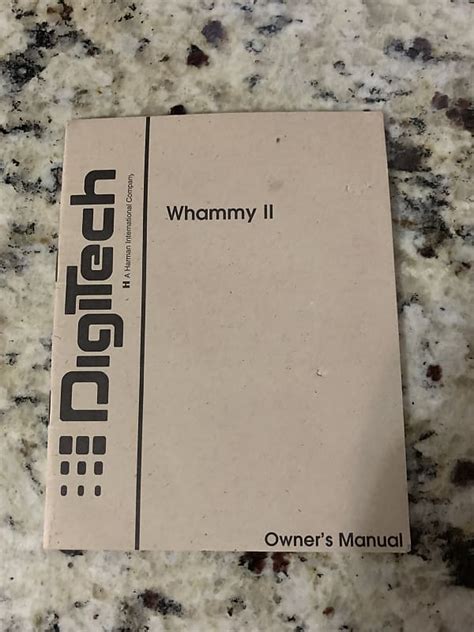 DigiTech
H A Harman International Company
Whammy II
Owner's Manual